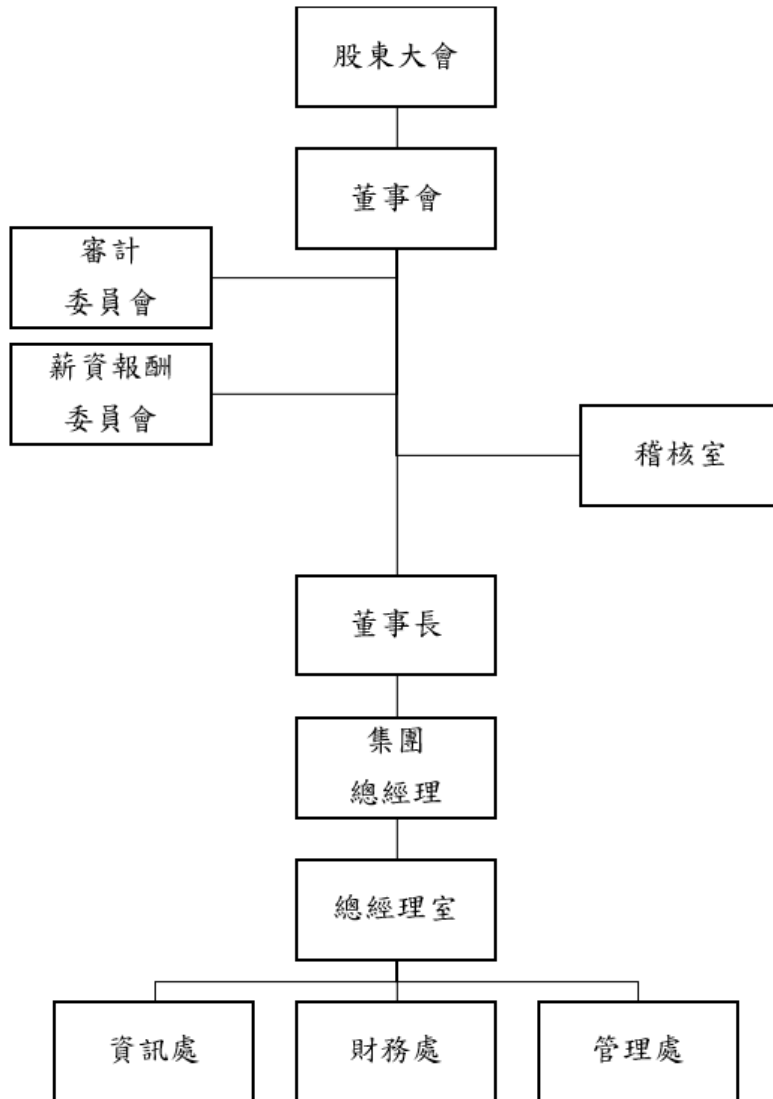 股東大會
董事會
審計
委員會
薪資報酬
委員會
稽核室
董事長
集團
總經理
總經理室
資訊處
財務處
管理處